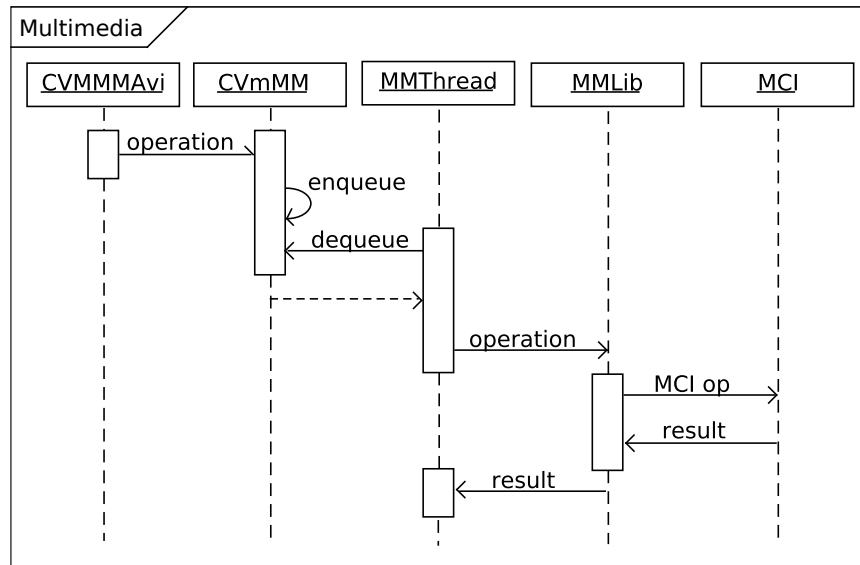 Multimedia
CVMMMAvi
CVmMM
MMThread
MMLib
MCI
operation
enqueue
dequeue
operation
MCI op
result
result